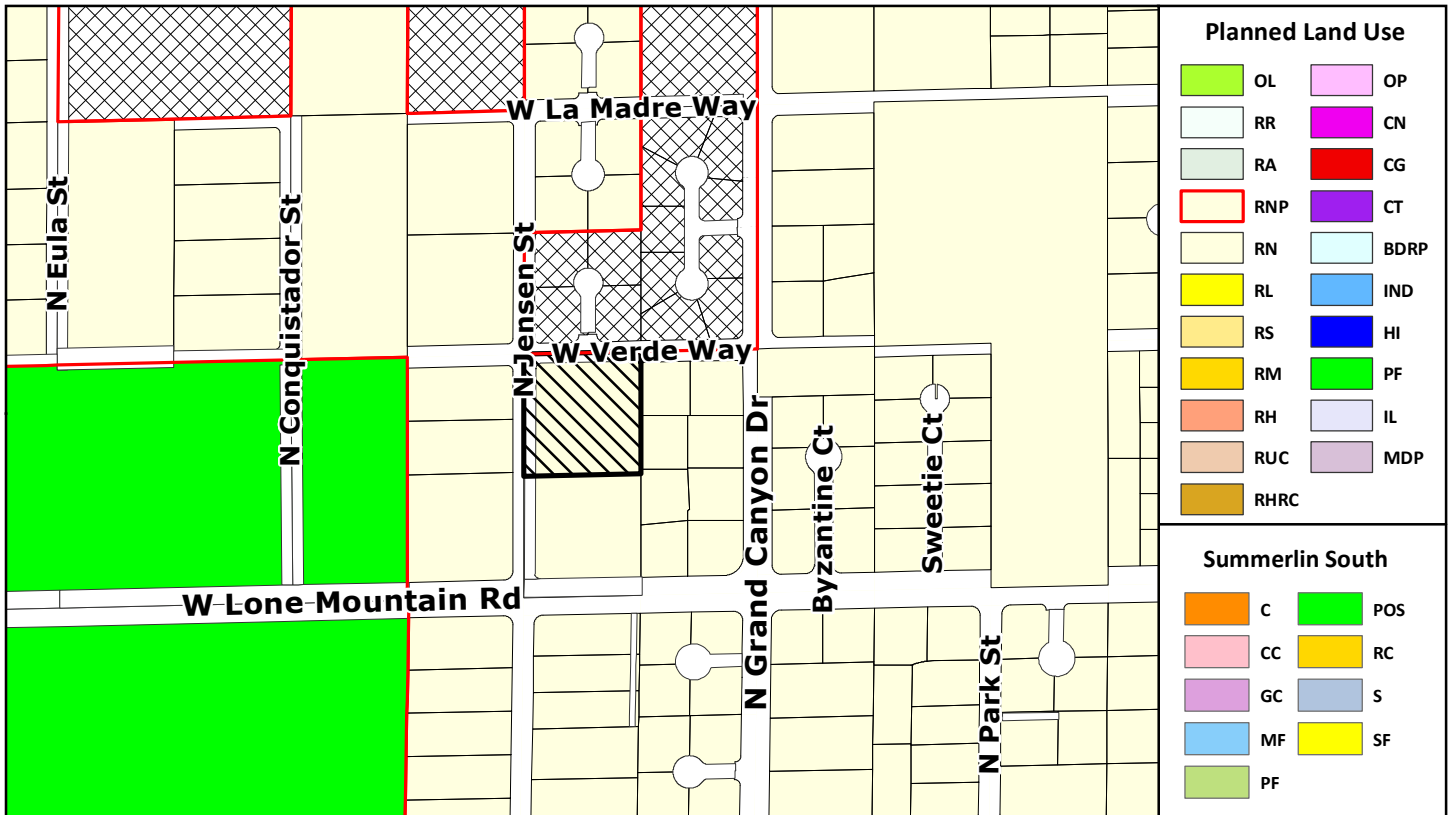 W La Madre Way
N Eula St
N Conquistador St
N Jensen St
W Verde Way
N Grand Canyon Dr
Byzantine Ct
Sweetie Ct
W Lone Mountain Rd
N Park St
Planned Land Use
OL OP
RR CN
RA CG
RNP CT
RN BDRP
RL IND
RS HI
RM PF
RH IL
RUC MDP
RHRC
Summerlin South
C POS
CC RC
GC S
MF SF
PF